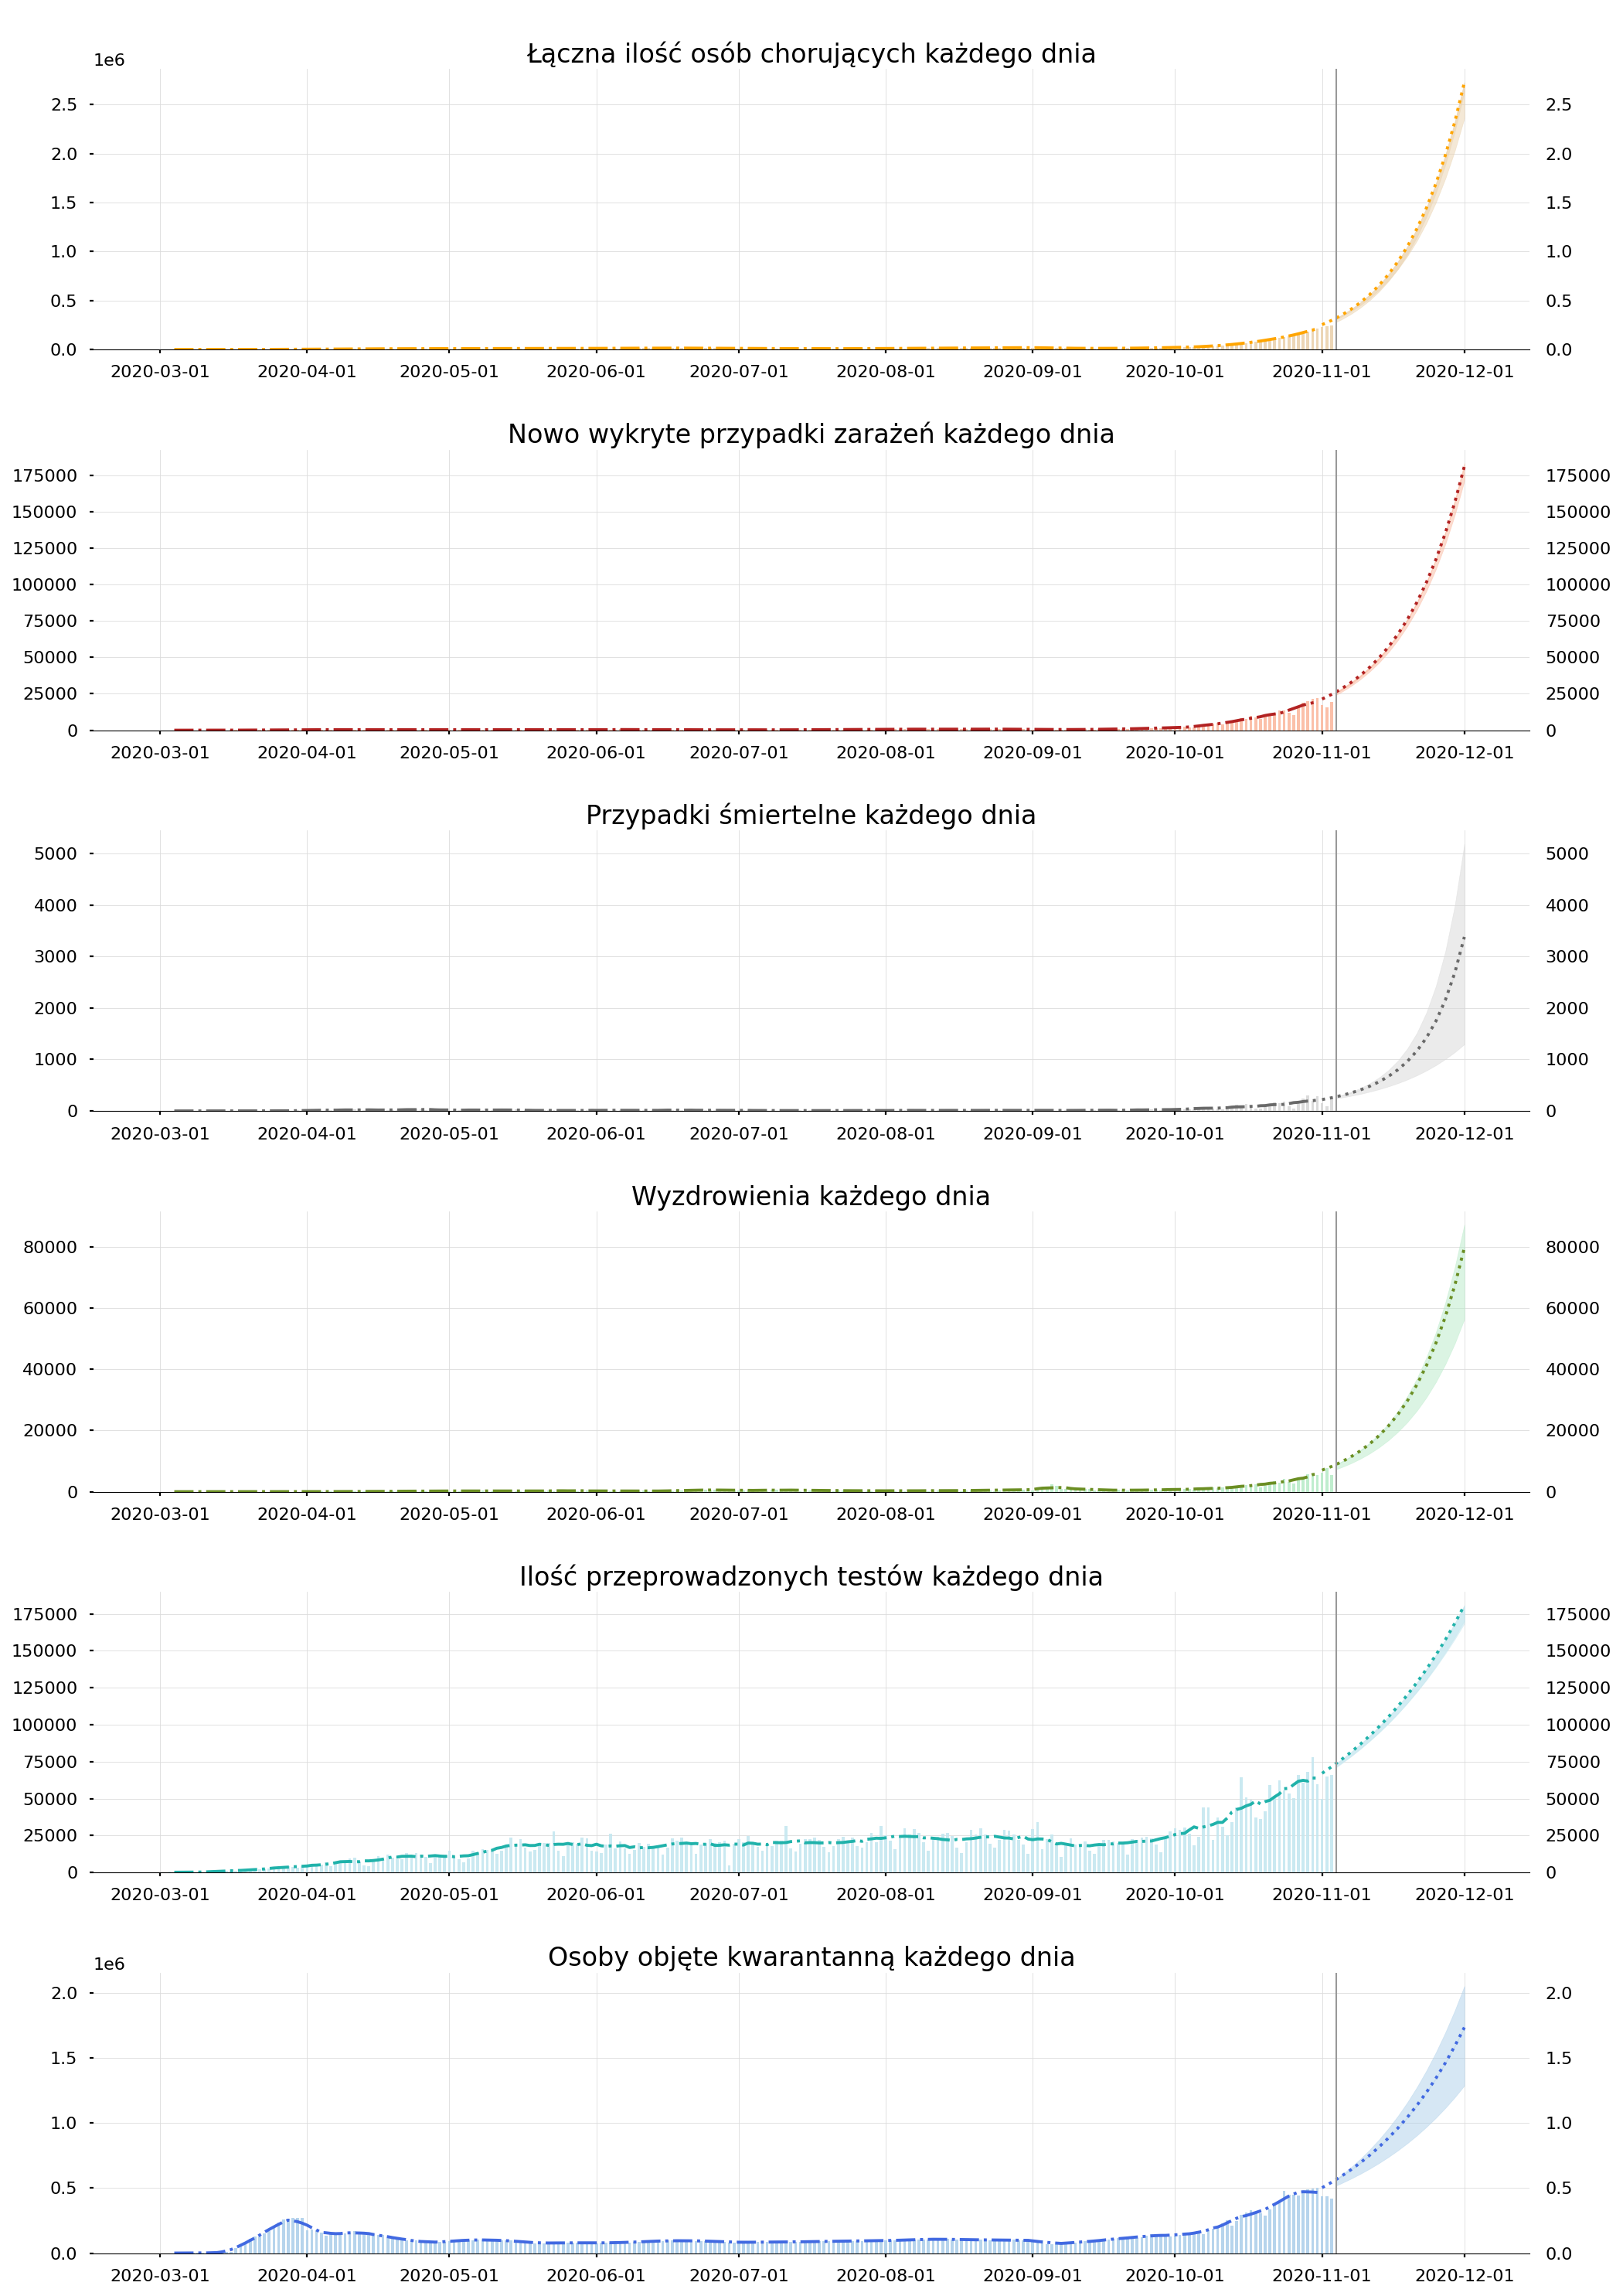 Łączna ilość osób chorujących każdego dnia
1e6
2.5 2.5
2.0 2.0
1.5 1.5
1.0 1.0
0.5 0.5
0.0 0.0
2020-03-01 2020-04-01 2020-05-01 2020-06-01 2020-07-01 2020-08-01 2020-09-01 2020-10-01 2020-11-01 2020-12-01
Nowo wykryte przypadki zarażeń każdego dnia
175000 175000
150000 150000
125000 125000
100000 100000
75000 75000
50000 50000
25000 25000
0 0
2020-03-01 2020-04-01 2020-05-01 2020-06-01 2020-07-01 2020-08-01 2020-09-01 2020-10-01 2020-11-01 2020-12-01
Przypadki śmiertelne każdego dnia
5000 5000
4000 4000
3000 3000
2000 2000
1000 1000
0 0
2020-03-01 2020-04-01 2020-05-01 2020-06-01 2020-07-01 2020-08-01 2020-09-01 2020-10-01 2020-11-01 2020-12-01
Wyzdrowienia każdego dnia
80000 80000
60000 60000
40000 40000
20000 20000
0 0
2020-03-01 2020-04-01 2020-05-01 2020-06-01 2020-07-01 2020-08-01 2020-09-01 2020-10-01 2020-11-01 2020-12-01
Ilość przeprowadzonych testów każdego dnia
175000 175000
150000 150000
125000 125000
100000 100000
75000 75000
50000 50000
25000 25000
0 0
2020-03-01 2020-04-01 2020-05-01 2020-06-01 2020-07-01 2020-08-01 2020-09-01 2020-10-01 2020-11-01 2020-12-01
Osoby objęte kwarantanną każdego dnia
1e6
2.0 2.0
1.5 1.5
1.0 1.0
0.5 0.5
0.0 0.0
2020-03-01 2020-04-01 2020-05-01 2020-06-01 2020-07-01 2020-08-01 2020-09-01 2020-10-01 2020-11-01 2020-12-01